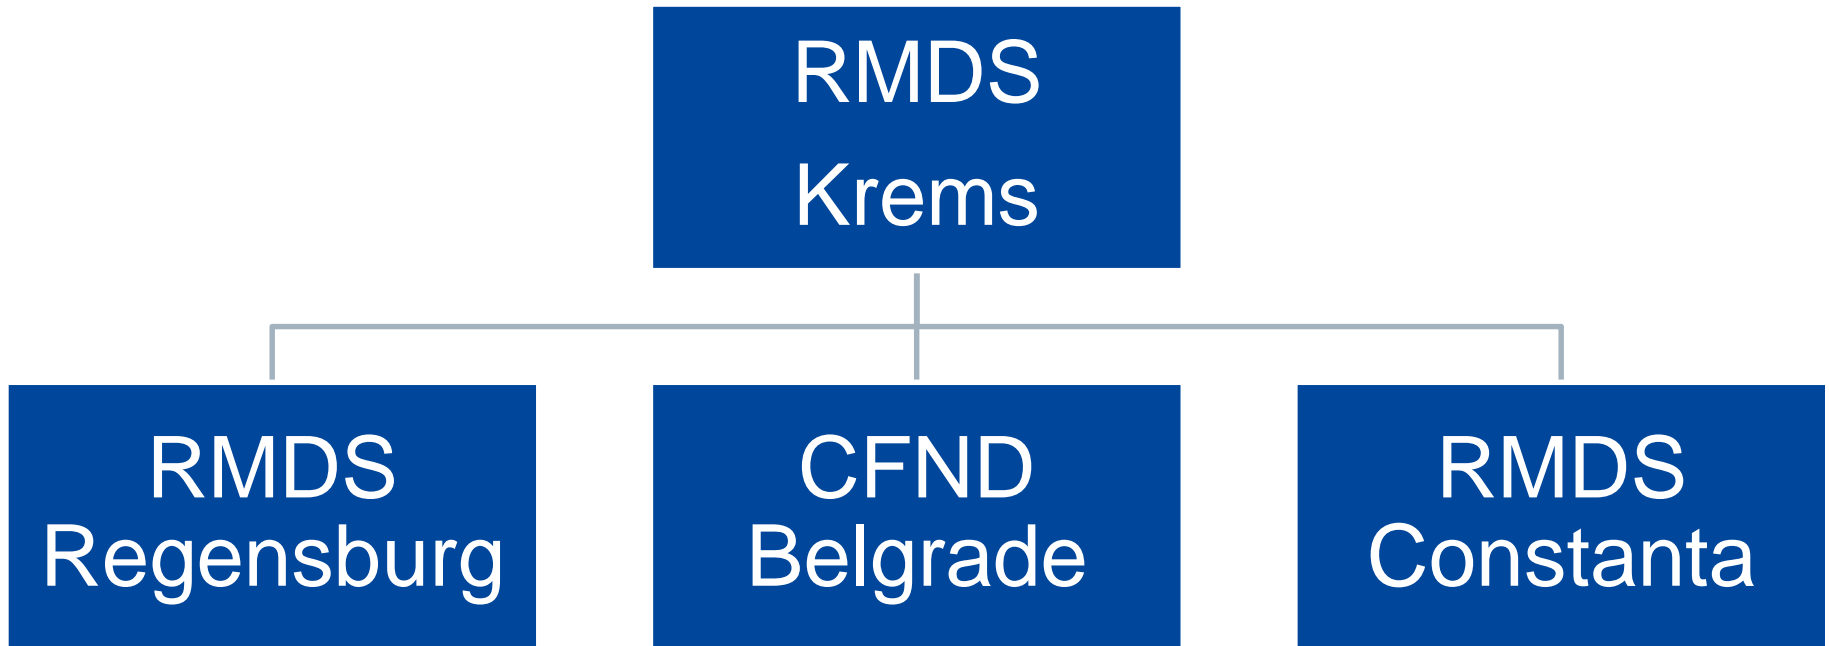 RMDS
Krems
RMDS
Regensburg
CFND
Belgrade
RMDS
Constanta